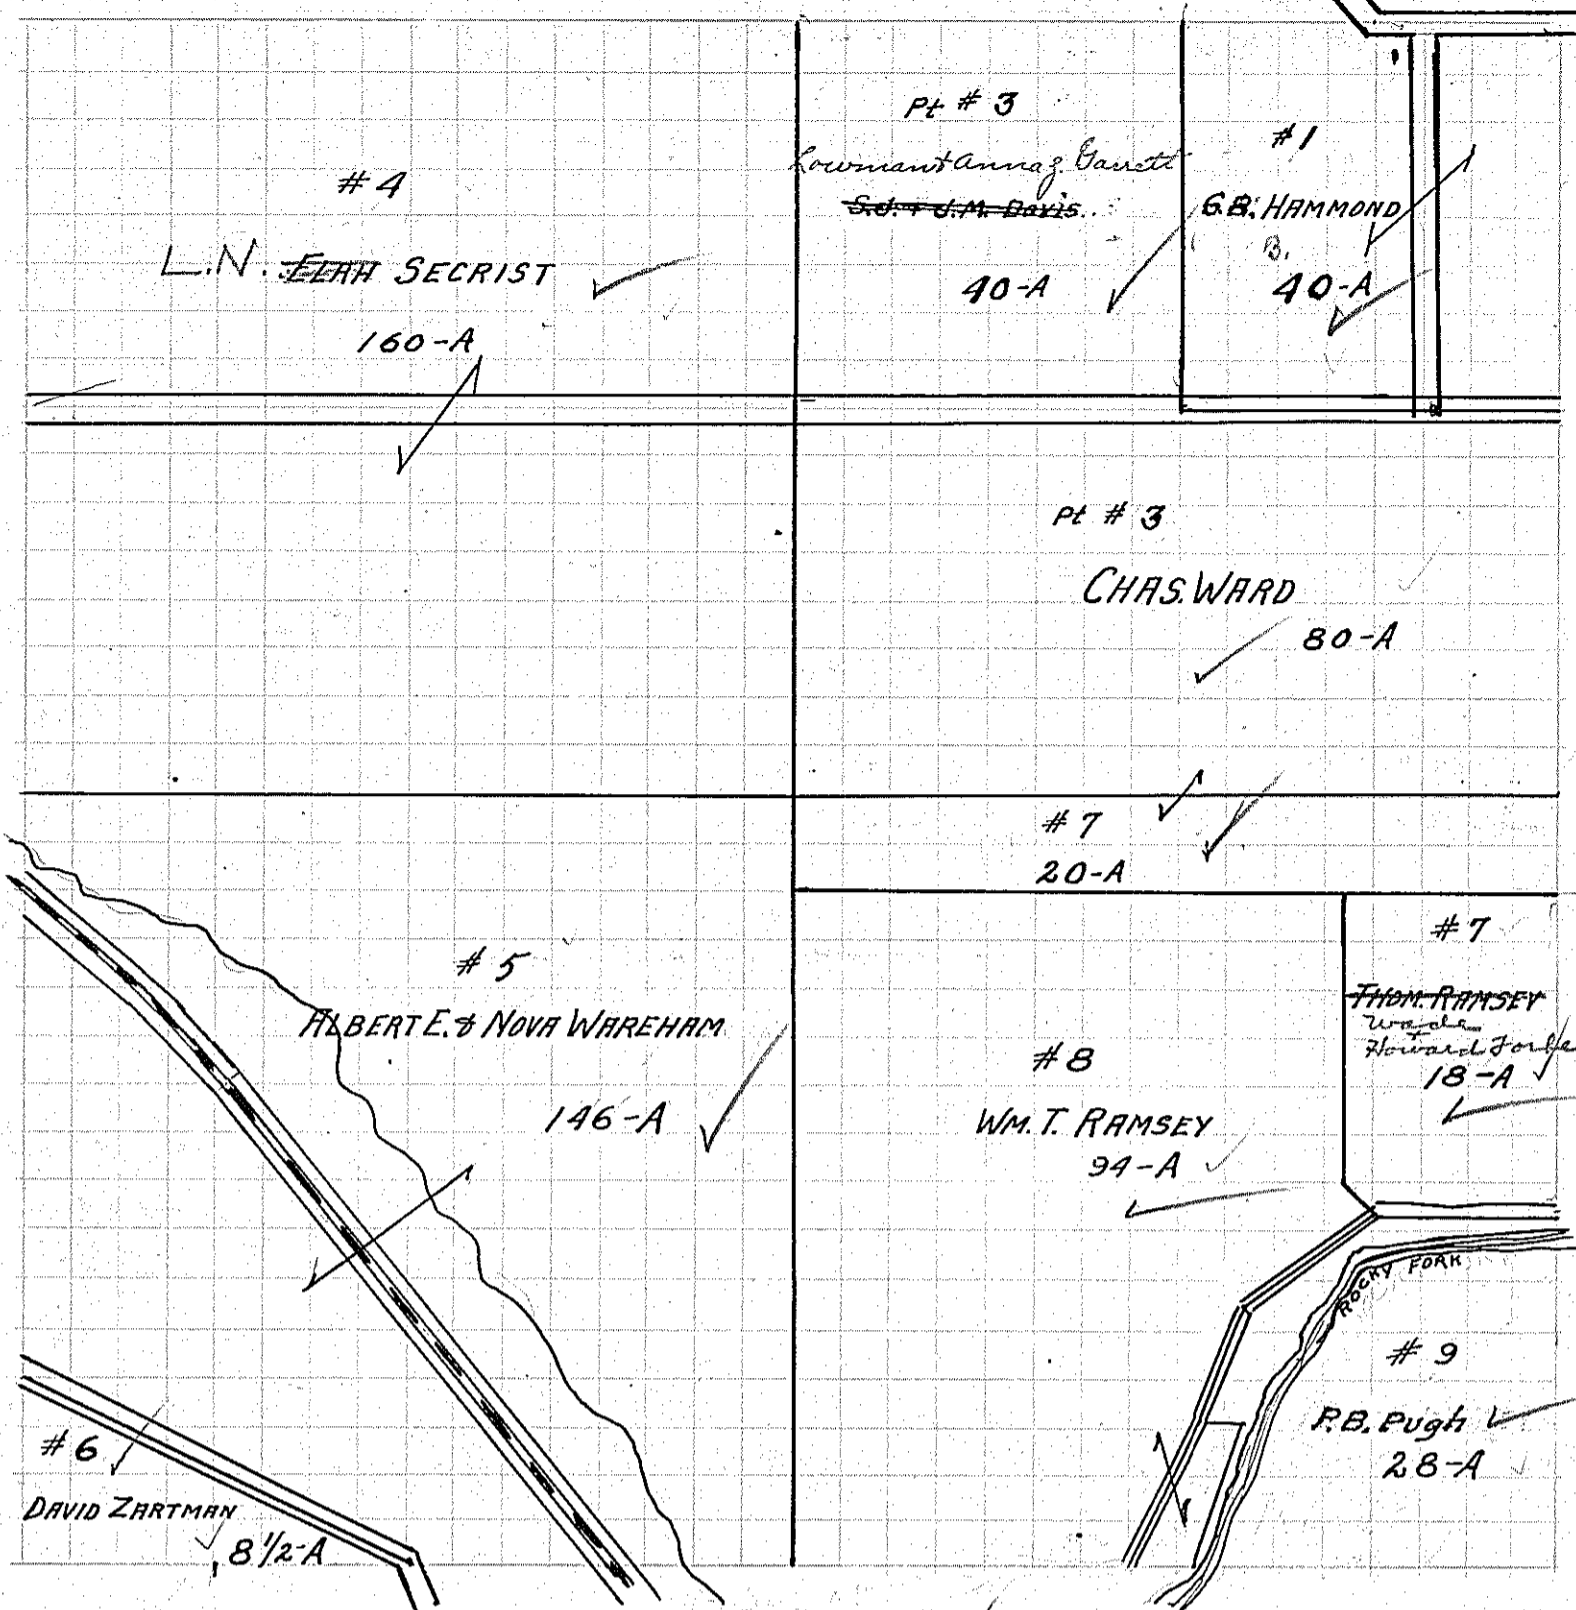 Pt # 3
Lowman & Anna J. Garrett
S.J. & J.M. Davis
40-A
#1
G.B. HAMMOND
B.
40-A
#4
L.N. ELAH SECRIST
160-A
Pt # 3
CHAS. WARD
80-A
#7
20-A
#5
ALBERT E. & NOVA WAREHAM
146-A
#8
WM. T. RAMSEY
94-A
#7
THOM. RAMSEY
Wade
+
Howard
18-A
ROCKY FORK
#9
P.B. Pugh
28-A
#6
DAVID ZARTMAN
8 1/2-A